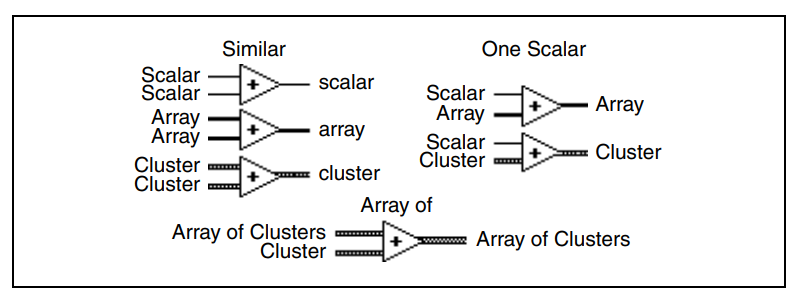 Similar
Scalar
Scalar
+
scalar
Array
Array
+
array
Cluster
Cluster
+
cluster
One Scalar
Scalar
Array
+
Array
Scalar
Cluster
+
Cluster
Array of
Array of Clusters
Cluster
+
Array of Clusters